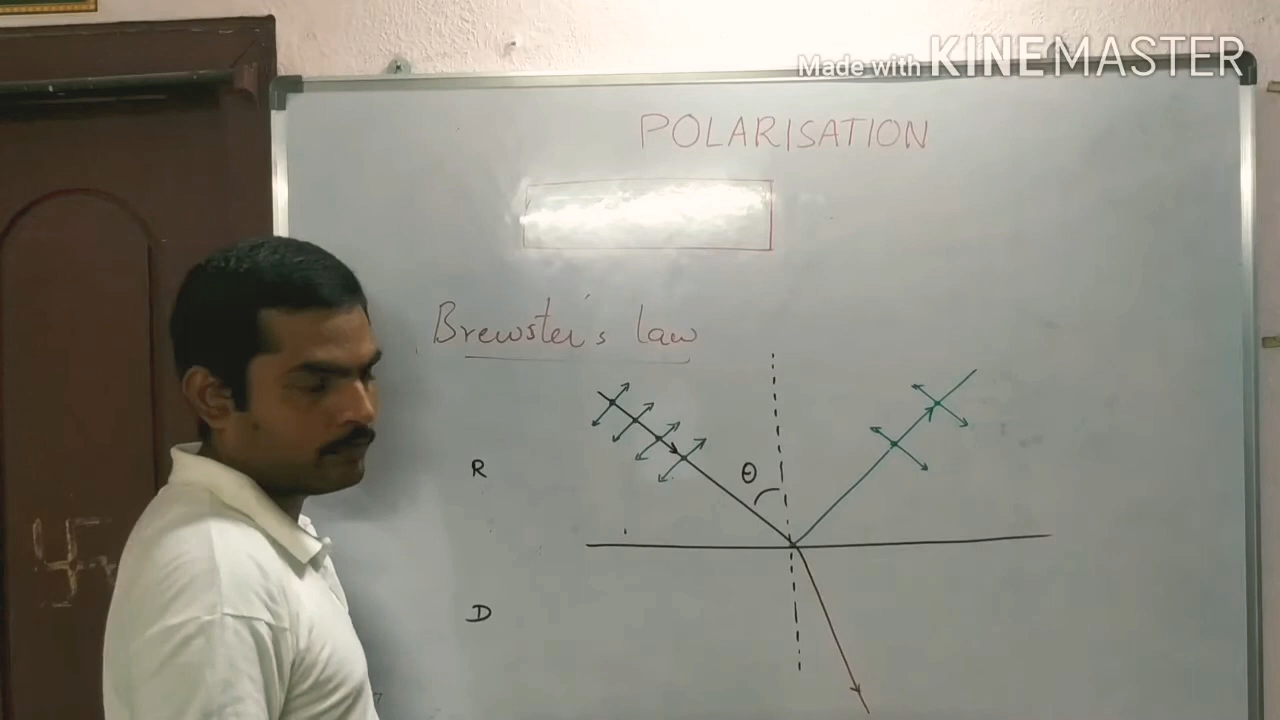 Made with KINEMASTER
POLARISATION
Brewster's law
θ
R
D